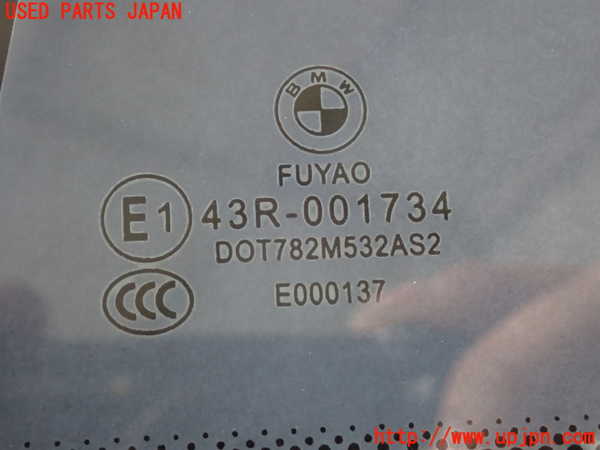 USED PARTS JAPAN
BMW
FUYAO
E1 43R-001734
DOT782M532AS2
CCC E000137
http://www.upjpn.com